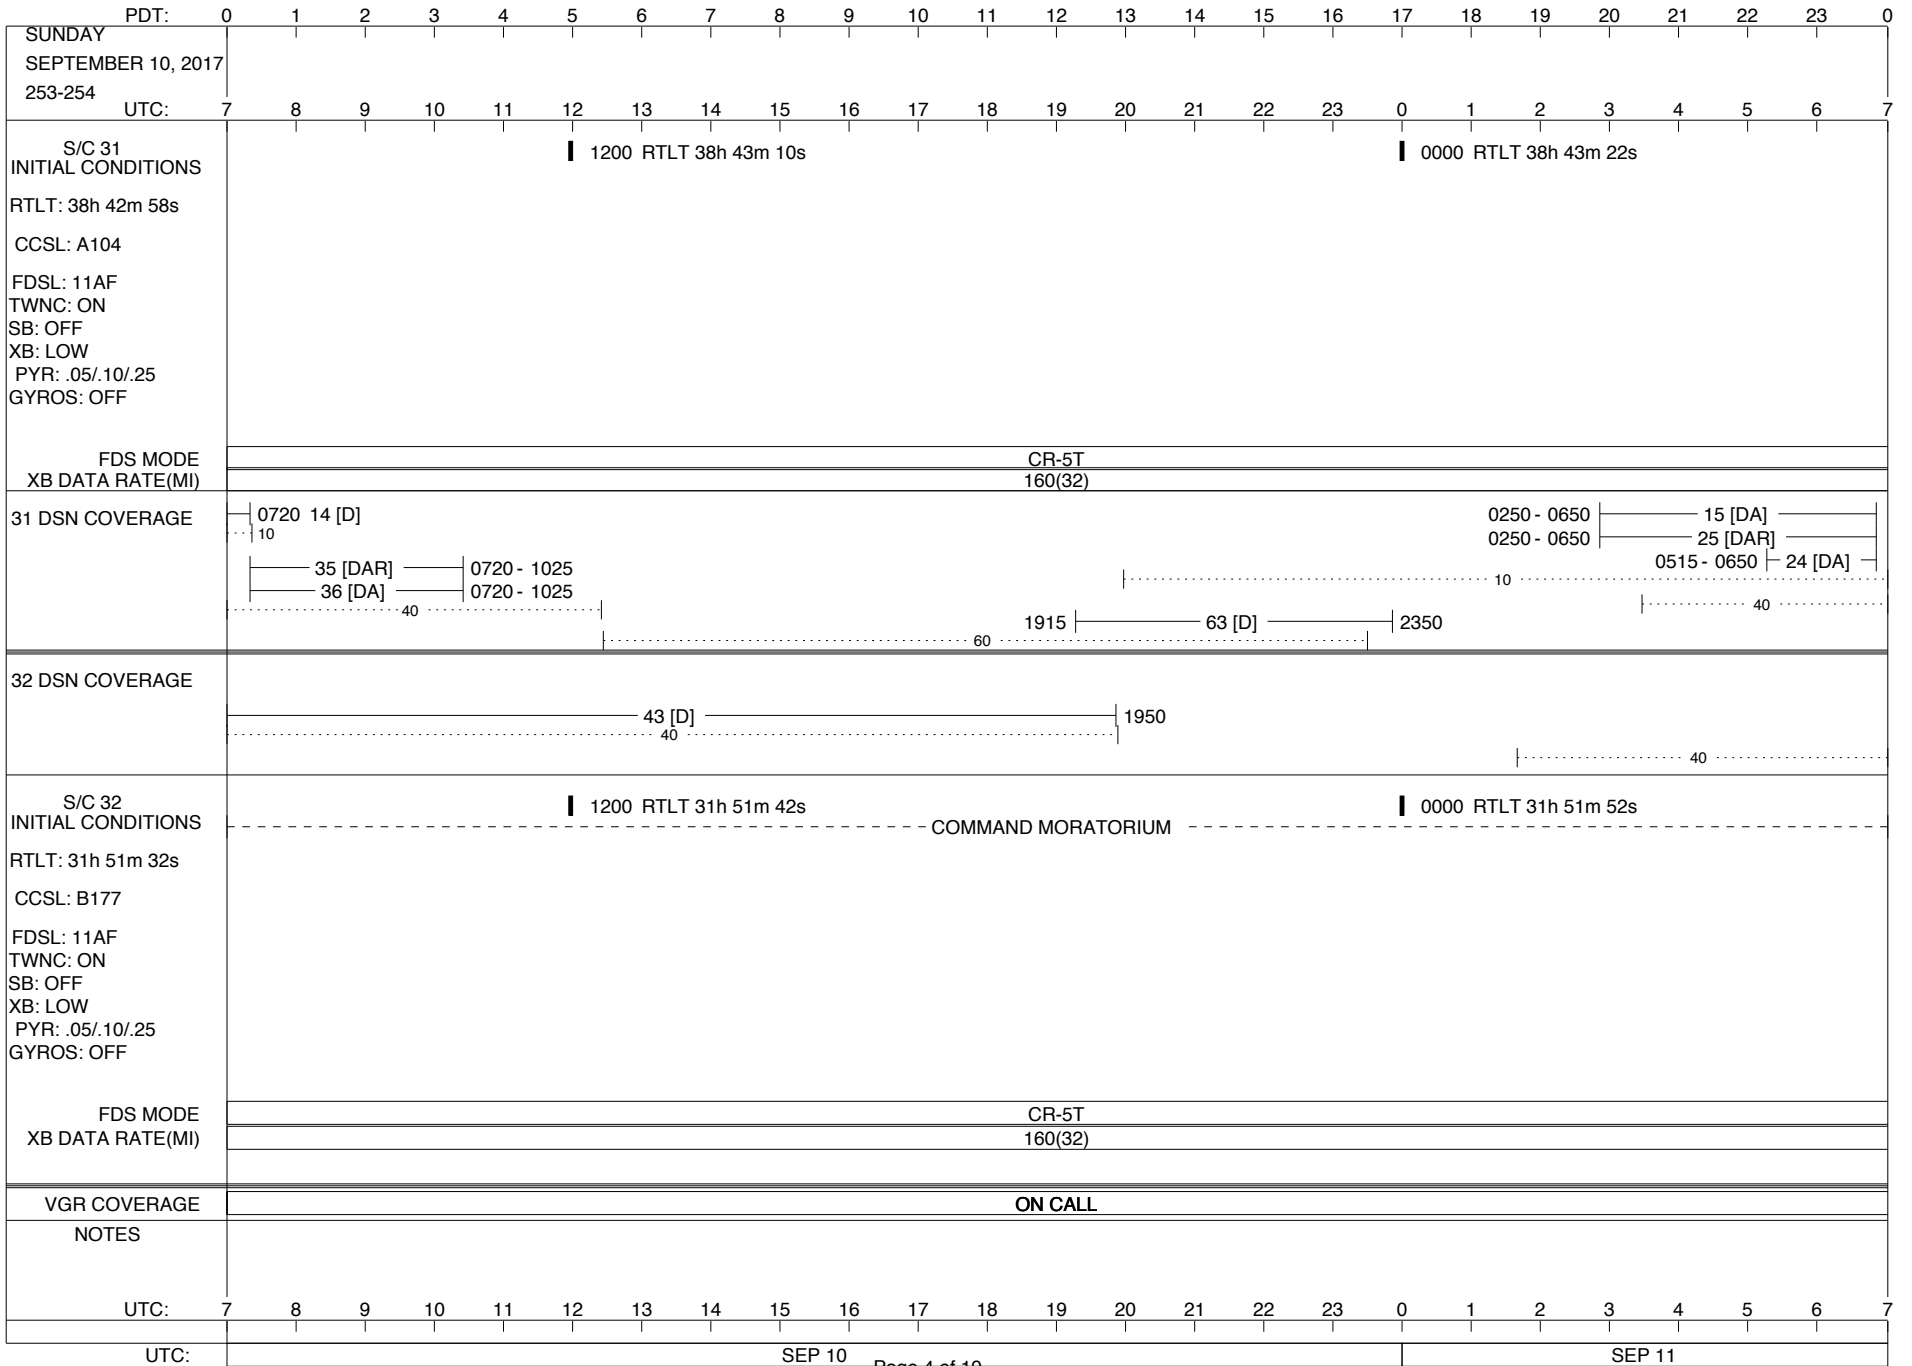 PDT: 0 1 2 3 4 5 6 7 8 9 10 11 12 13 14 15 16 17 18 19 20 21 22 23 0
SUNDAY
SEPTEMBER 10, 2017
253-254
UTC: 7 8 9 10 11 12 13 14 15 16 17 18 19 20 21 22 23 0 1 2 3 4 5 6 7
S/C 31
INITIAL CONDITIONS
1200 RTLT 38h 43m 10s
0000 RTLT 38h 43m 22s
RTLT: 38h 42m 58s
CCSL: A104
FDSL: 11AF
TWNC: ON
SB: OFF
XB: LOW
PYR: .05/.10/.25
GYROS: OFF
FDS MODE CR-5T
XB DATA RATE(MI) 160(32)
31 DSN COVERAGE
0720 14 [D]
10
0250 - 0650 15 [DA]
0250 - 0650 25 [DAR]
0515 - 0650 24 [DA]
35 [DAR] 0720 - 1025
36 [DA] 0720 - 1025
10
40
40
1915 63 [D] 2350
60
32 DSN COVERAGE
43 [D] 1950
40
40
S/C 32
INITIAL CONDITIONS
1200 RTLT 31h 51m 42s
0000 RTLT 31h 51m 52s
COMMAND MORATORIUM
RTLT: 31h 51m 32s
CCSL: B177
FDSL: 11AF
TWNC: ON
SB: OFF
XB: LOW
PYR: .05/.10/.25
GYROS: OFF
FDS MODE CR-5T
XB DATA RATE(MI) 160(32)
VGR COVERAGE ON CALL
NOTES
UTC: 7 8 9 10 11 12 13 14 15 16 17 18 19 20 21 22 23 0 1 2 3 4 5 6 7
UTC: SEP 10 SEP 11
Page 4 of 19